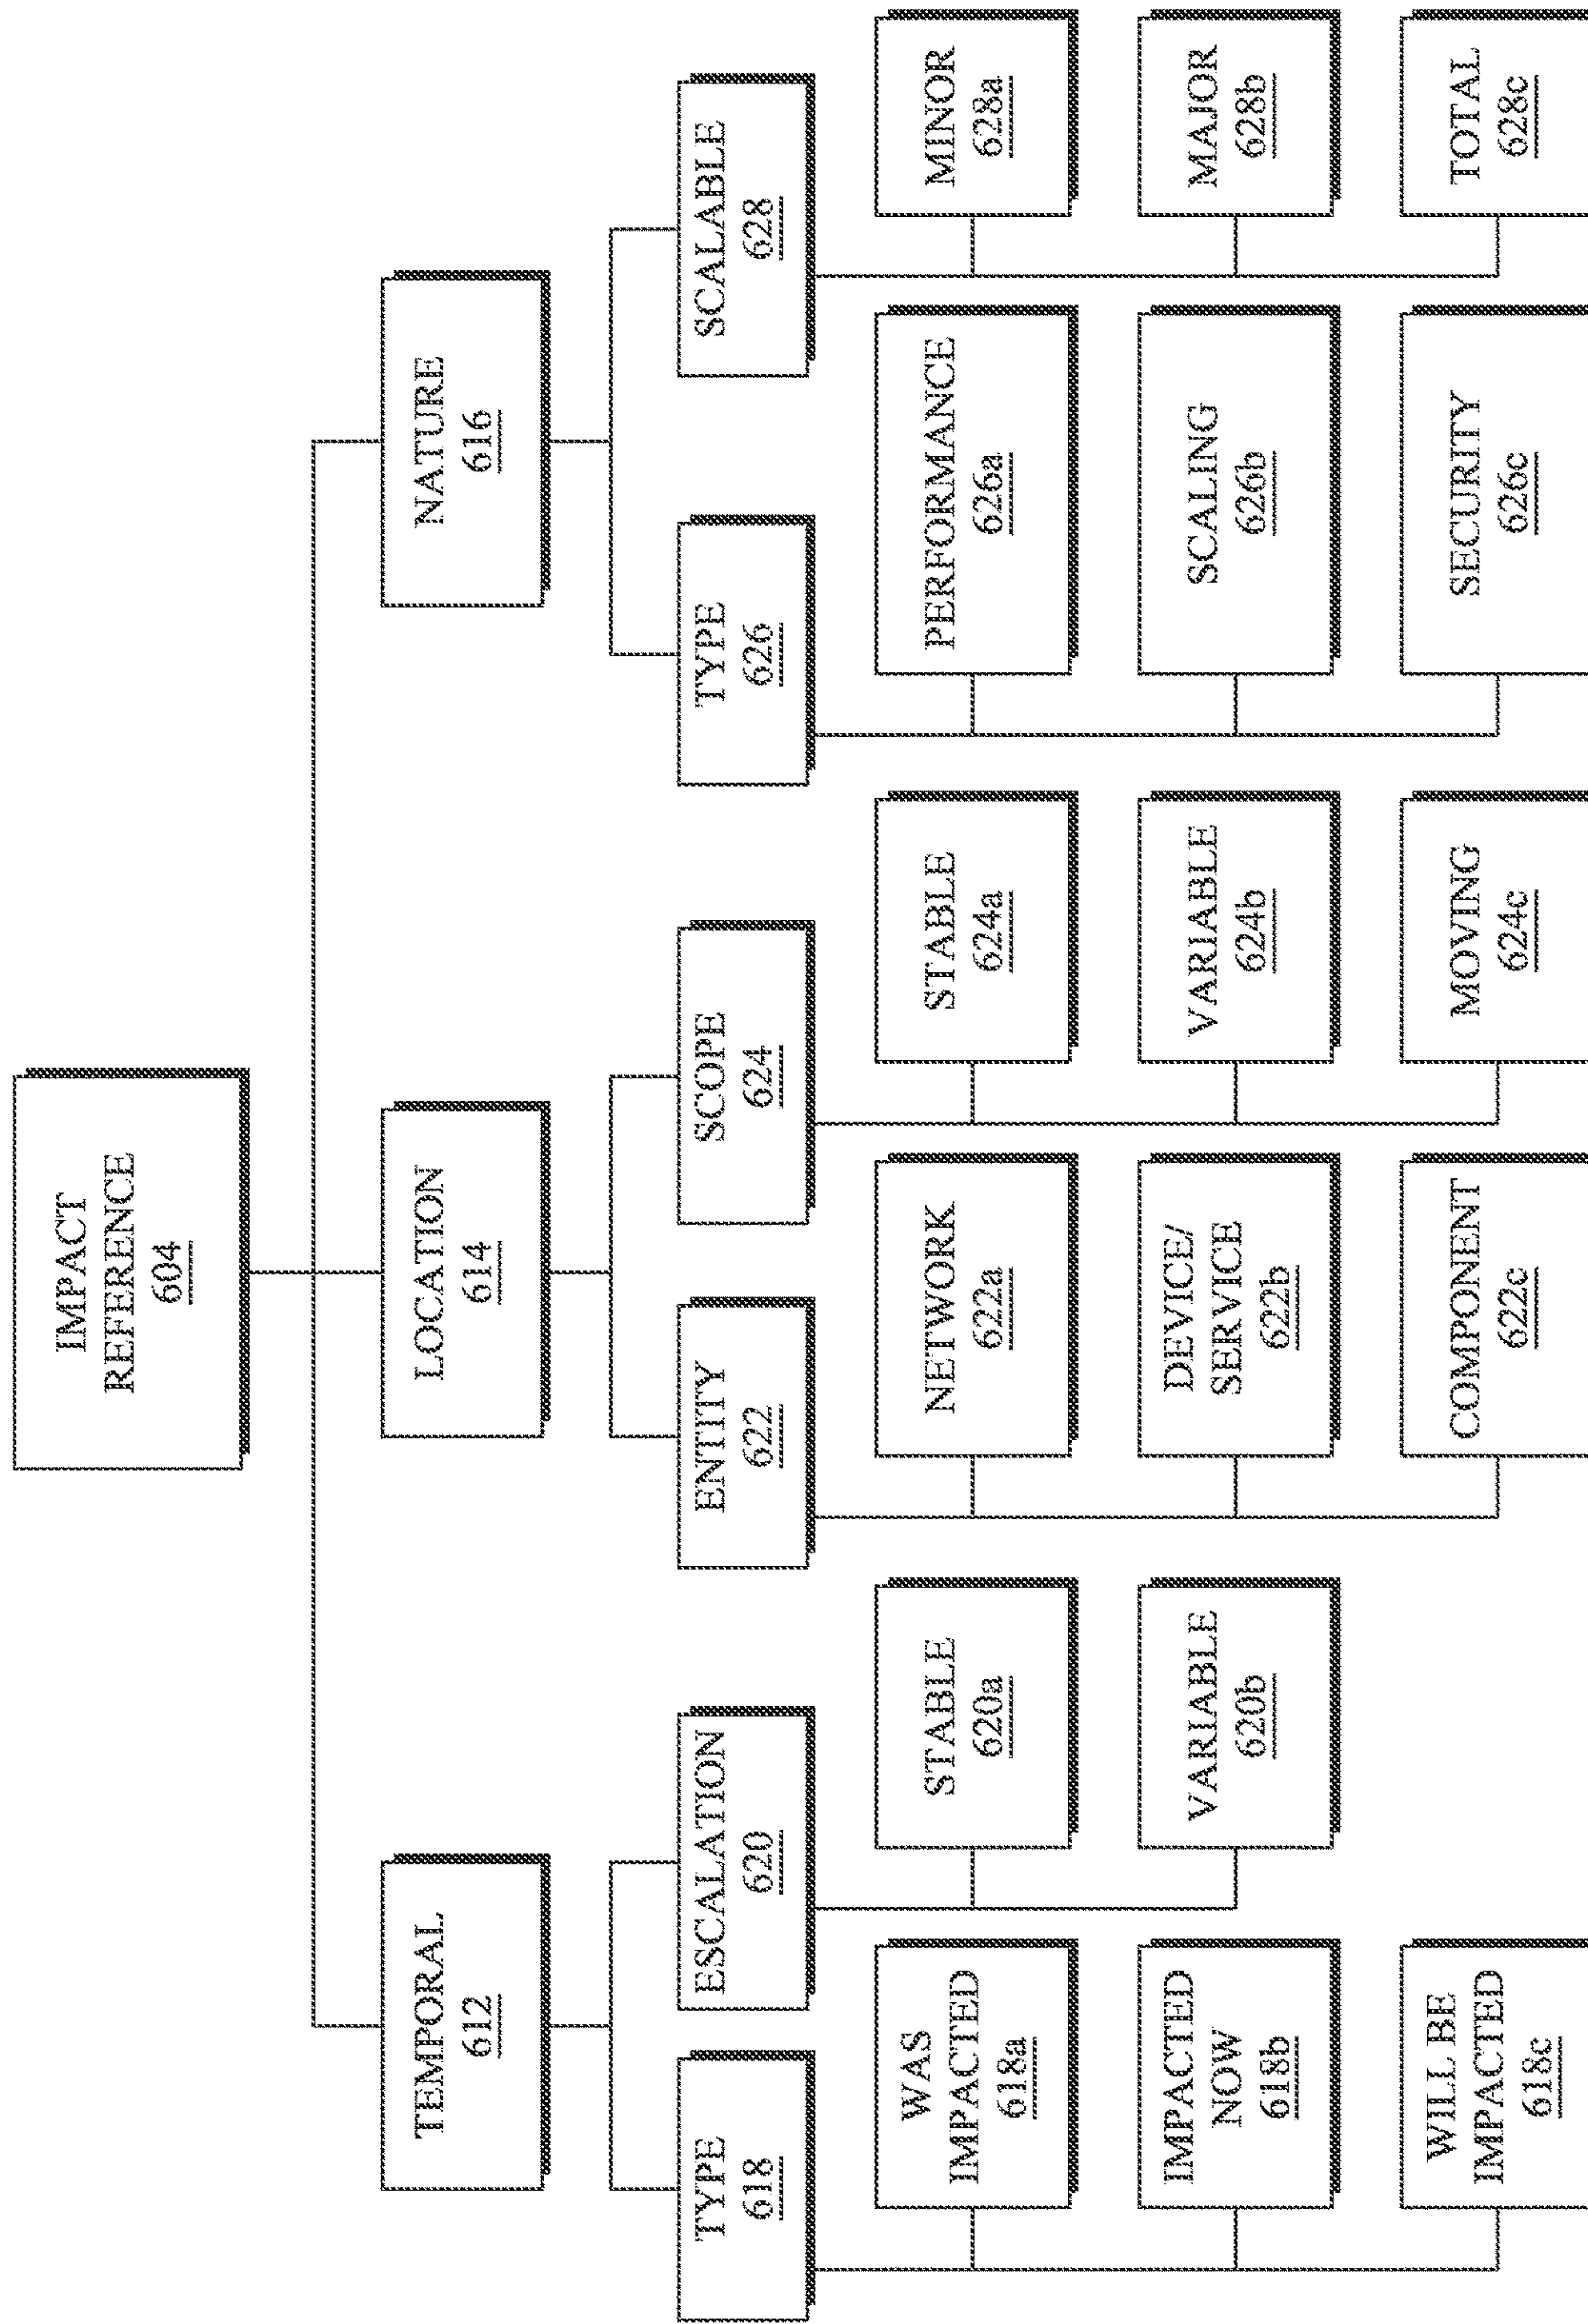 IMPACT
REFERENCE
604
TEMPORAL
612
LOCATION
614
NATURE
616
TYPE
618
ESCALATION
620
ENTITY
622
SCOPE
624
TYPE
626
SCALABLE
628
WAS
IMPACTED
618a
STABLE
620a
NETWORK
622a
STABLE
624a
PERFORMANCE
626a
MINOR
628a
IMPACTED
NOW
618b
VARIABLE
620b
DEVICE/
SERVICE
622b
VARIABLE
624b
SCALING
626b
MAJOR
628b
WILL BE
IMPACTED
618c
COMPONENT
622c
MOVING
624c
SECURITY
626c
TOTAL
628c